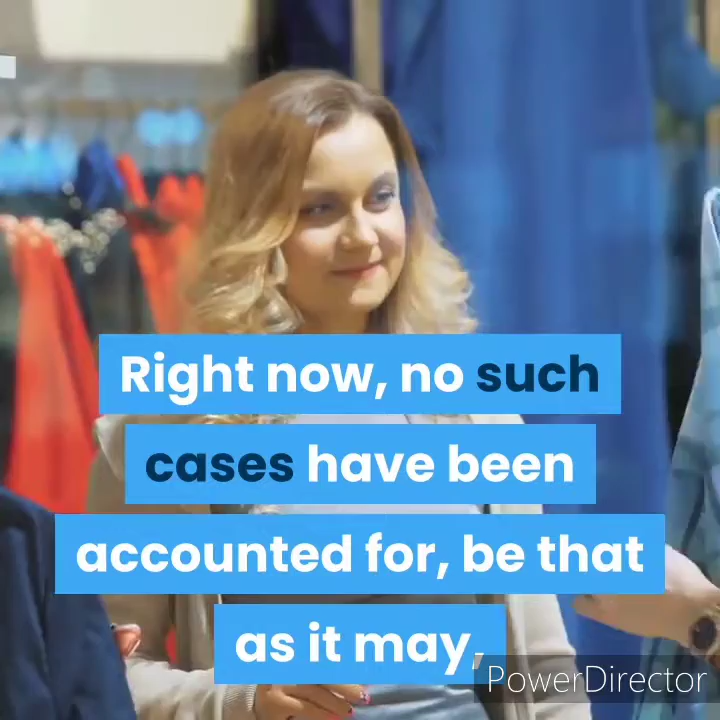 Right now, no such
cases have been
accounted for, be that
as it may,
PowerDirector